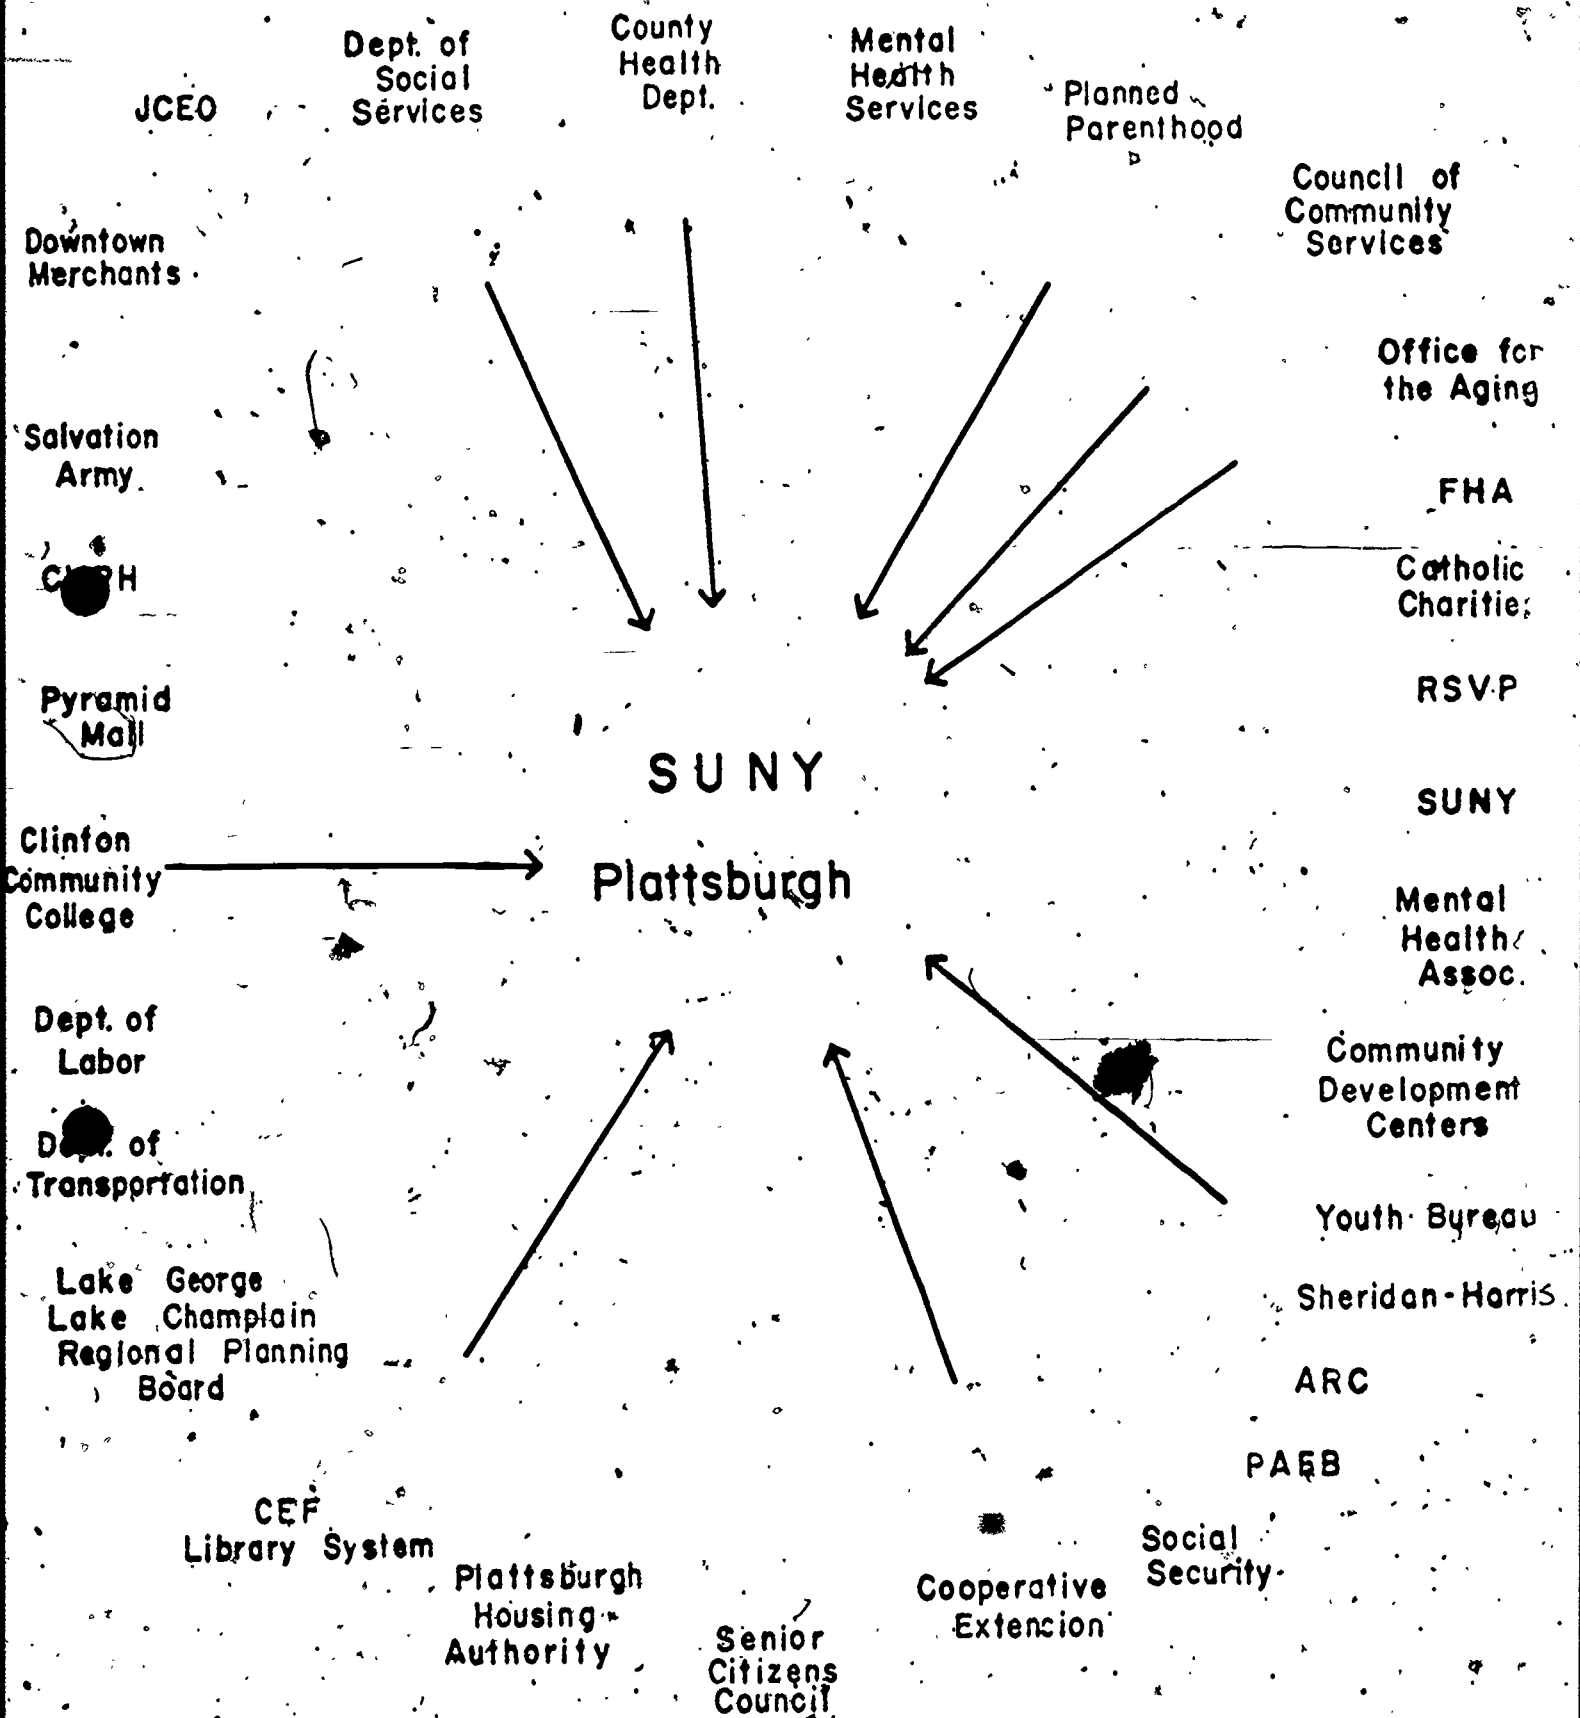 JCEO
Dept. of
Social
Services
County
Health
Dept.
Mental
Health
Services
Planned
Parenthood
Council of
Community
Services
Downtown
Merchants
Office for
the Aging
Salvation
Army
FHA
Catholic
Charities
Pyramid
Mall
RSVP
SUNY
Plattsburgh
SUNY
Clinton
Community
College
Mental
Health
Assoc.
Dept. of
Labor
Community
Development
Centers
of
Transportation
Youth Bureau
Lake George
Lake Champlain
Regional Planning
Board
Sheridan-Harris
ARC
PAEB
CEF
Library System
Plattsburgh
Housing
Authority
Senior
Citizens
Council
Cooperative
Extension
Social
Security